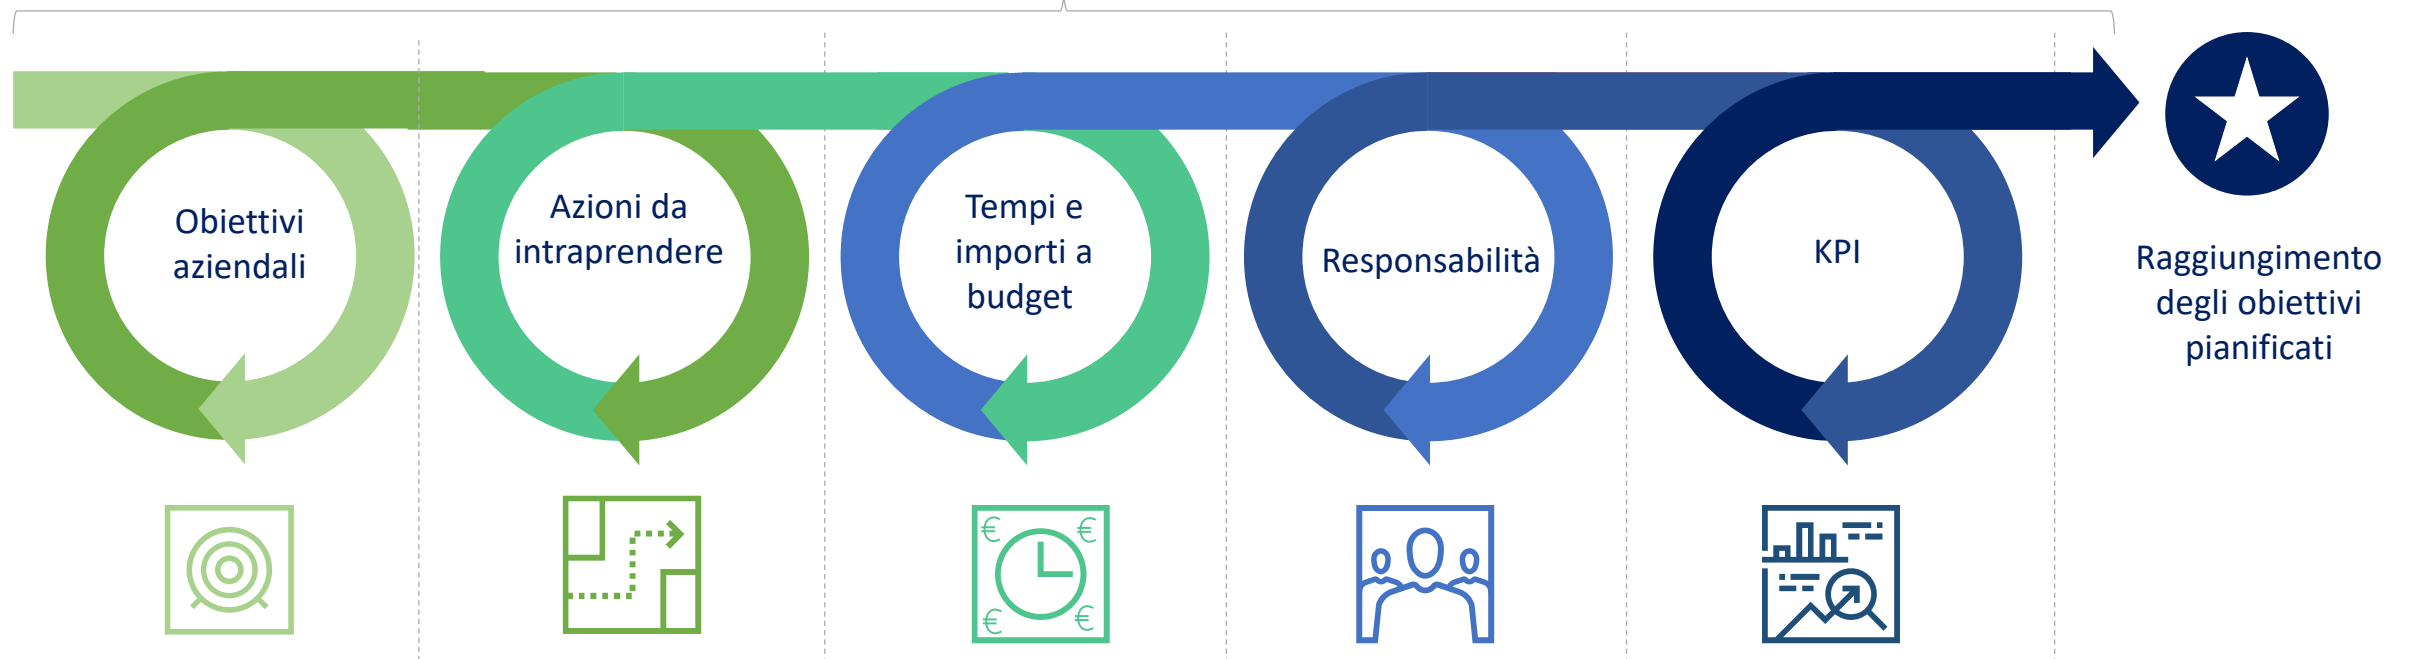 Obiettivi
aziendali
Azioni da
intraprendere
Tempi e
importi a
budget
Responsabilità
KPI
Raggiungimento
degli obiettivi
pianificati
€ €
€ €